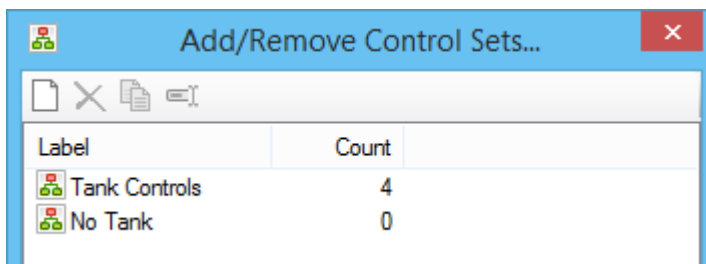 Add/Remove Control Sets...
Label Count
Tank Controls 4
No Tank 0